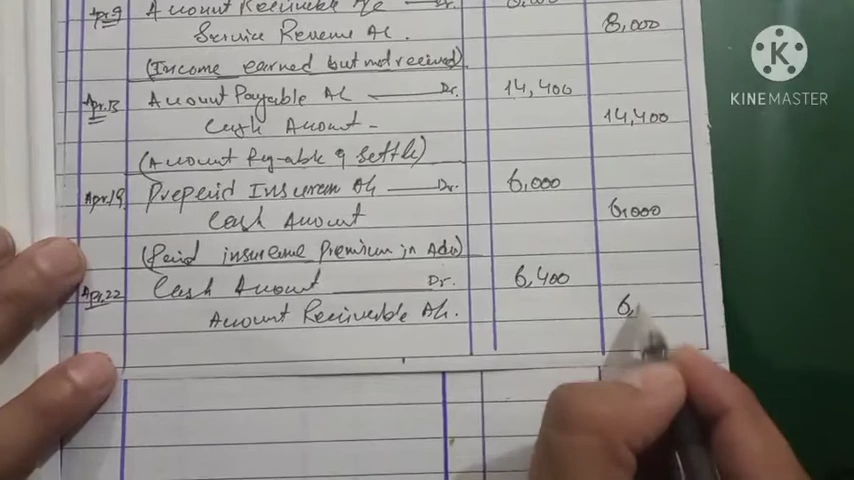 Apr.9 Account Receivable A/c — Dr.
Service Revenue A/c. 8,000
(Income earned but not received)
Apr.13 Account Payable A/c — Dr. 14,400
Cash Account - 14,400
(Account Payable & Settle)
Apr.19 Prepaid Insurance A/c — Dr. 6,000
Cash Account 6,000
(Paid insurance premium in Adv)
Apr.22 Cash Account — Dr. 6,400
Account Receivable A/c. 6,
K
KINEMASTER